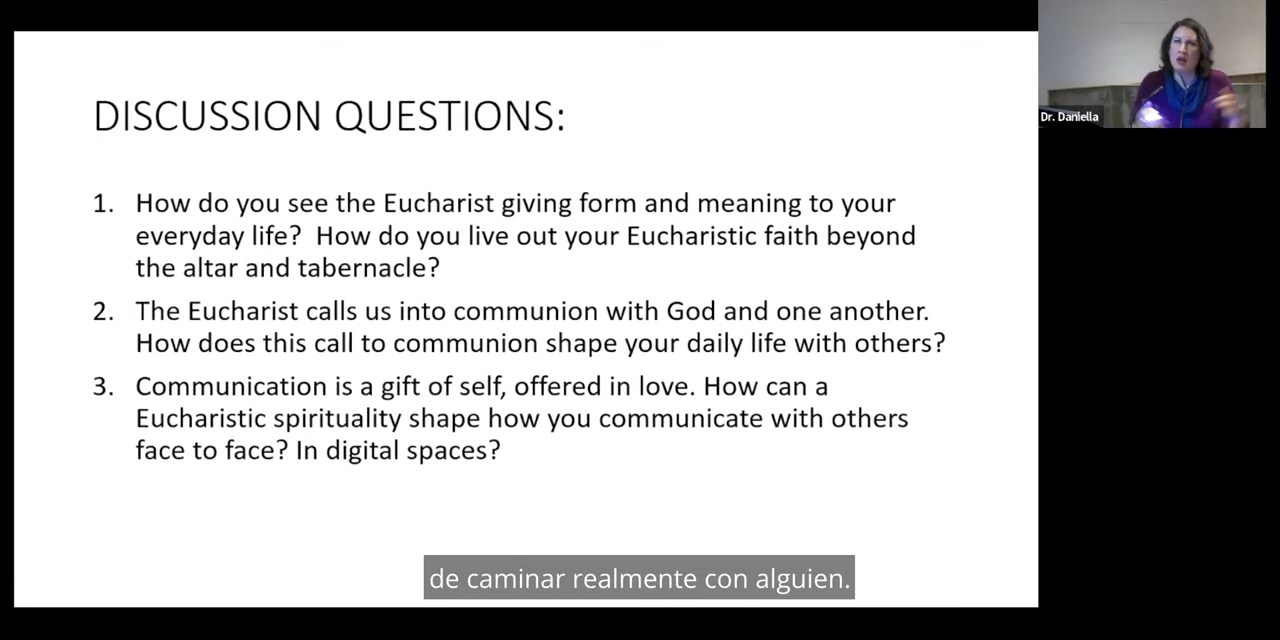 DISCUSSION QUESTIONS:
1. How do you see the Eucharist giving form and meaning to your
everyday life?  How do you live out your Eucharistic faith beyond
the altar and tabernacle?
2. The Eucharist calls us into communion with God and one another.
How does this call to communion shape your daily life with others?
3. Communication is a gift of self, offered in love. How can a
Eucharistic spirituality shape how you communicate with others
face to face? In digital spaces?
Dr. Daniella
de caminar realmente con alguien.